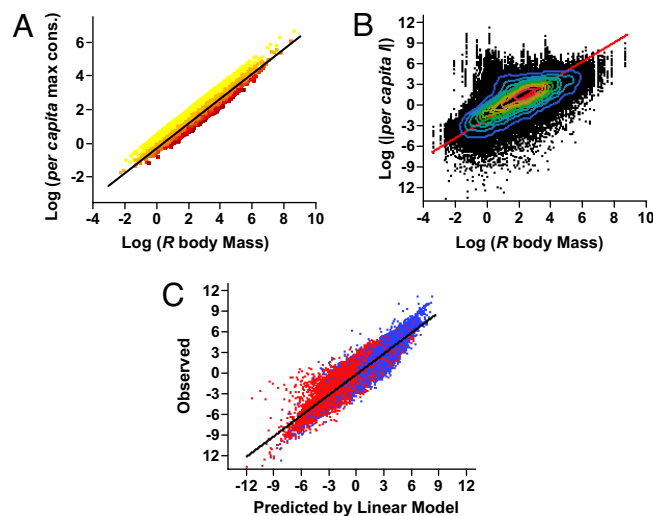 A
Log (per capita max cons.)
6
4
2
0
-2
-4 -2 0 2 4 6 8 10
Log (R body Mass)
B
Log (|per capita I|)
12
9
6
3
0
-3
-6
-9
12
-4 -2 0 2 4 6 8 10
Log (R body Mass)
C
Observed
12
9
6
3
0
-3
-6
-9
12
-12 -9 -6 -3 0 3 6 9 12
Predicted by Linear Model